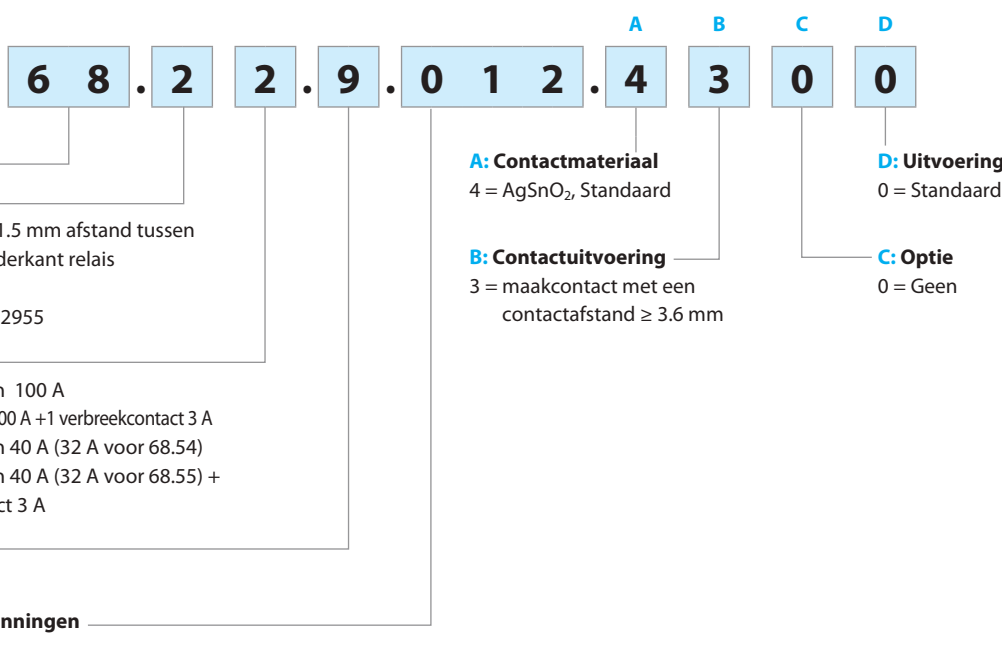 A B C D
6 8 . 2 2 . 9 . 0 1 2 . 4 3 0 0
A: Contactmateriaal
4 = AgSnO₂, Standaard
B: Contactuitvoering
3 = maakcontact met een
contactafstand ≥ 3.6 mm
D: Uitvoering
0 = Standaard
C: Optie
0 = Geen
1.5 mm afstand tussen
derkant relais
2955
n 100 A
00 A +1 verbreekcontact 3 A
n 40 A (32 A voor 68.54)
n 40 A (32 A voor 68.55) +
ct 3 A
nningen